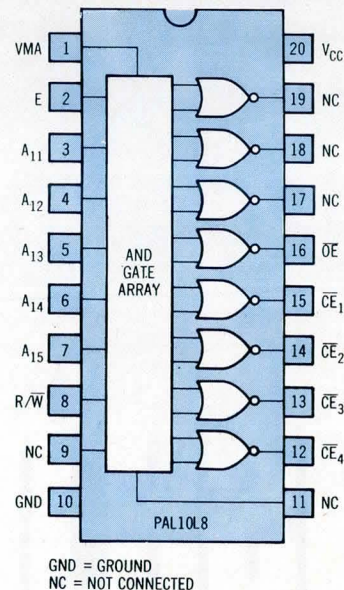 VMA 1
20 VCC
E 2
19 NC
A11 3
18 NC
A12 4
17 NC
A13 5
16 OE
A14 6
15 CE1
A15 7
14 CE2
R/W 8
13 CE3
NC 9
12 CE4
GND 10
11 NC
AND
GATE
ARRAY
PAL10L8
GND = GROUND
NC = NOT CONNECTED